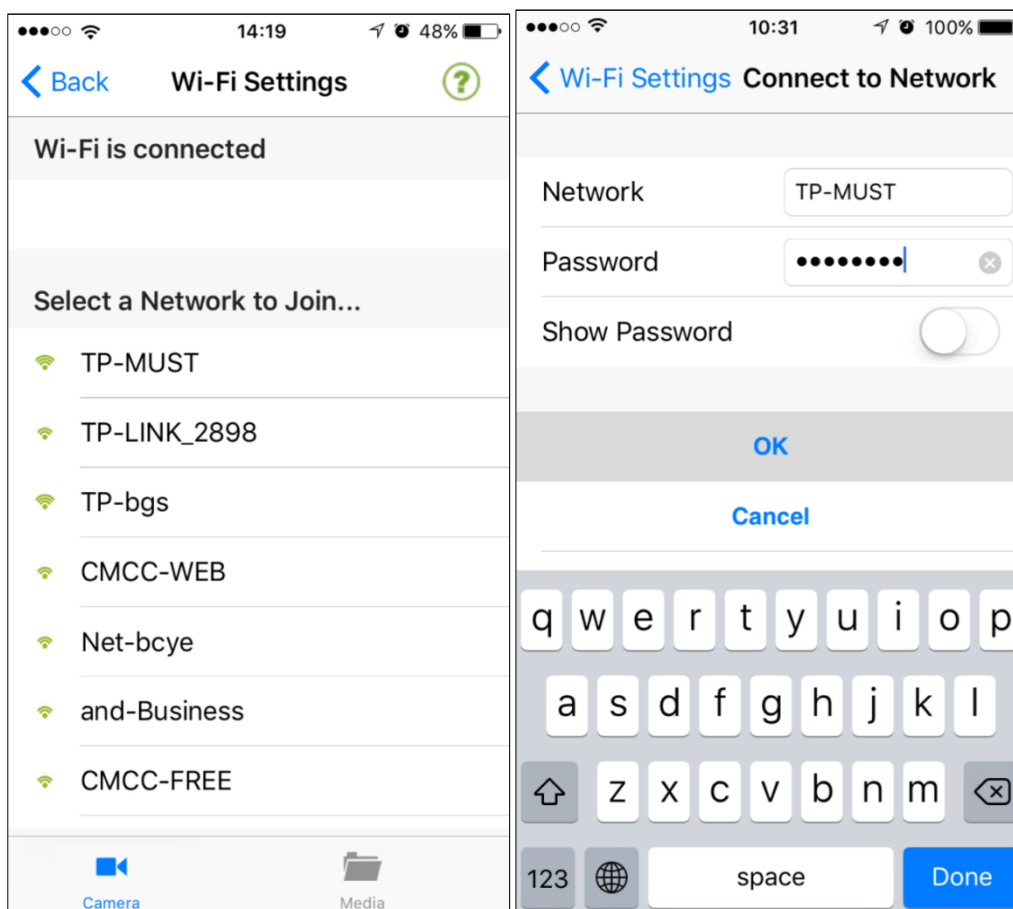 14:19 48%
Back Wi-Fi Settings ?
Wi-Fi is connected
Select a Network to Join...
TP-MUST
TP-LINK_2898
TP-bgs
CMCC-WEB
Net-bcye
and-Business
CMCC-FREE
Camera Media
10:31 100%
Wi-Fi Settings Connect to Network
Network TP-MUST
Password ••••••••
Show Password
OK
Cancel
q w e r t y u i o p
a s d f g h j k l
z x c v b n m
123 space Done